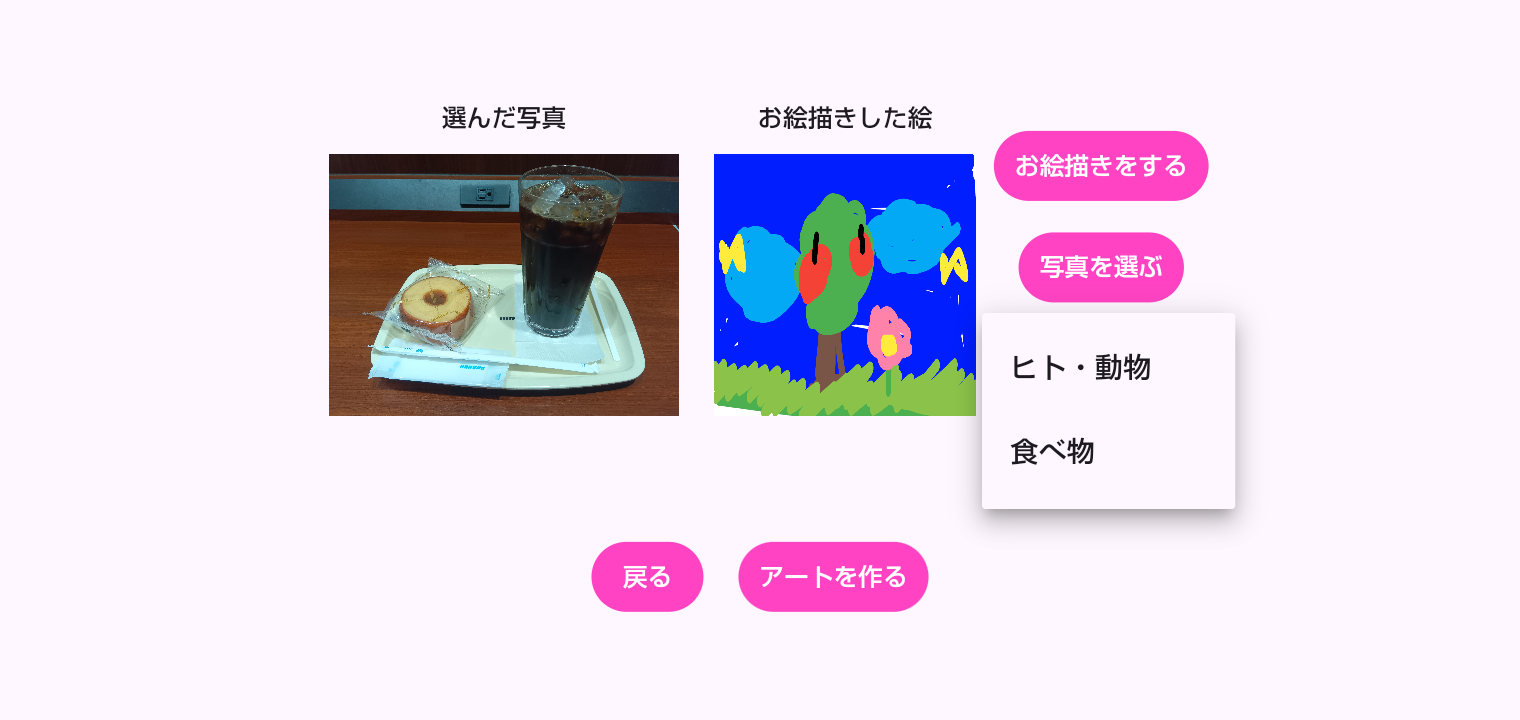 選んだ写真
お絵描きした絵
お絵描きをする
写真を選ぶ
ヒト・動物
食べ物
戻る
アートを作る